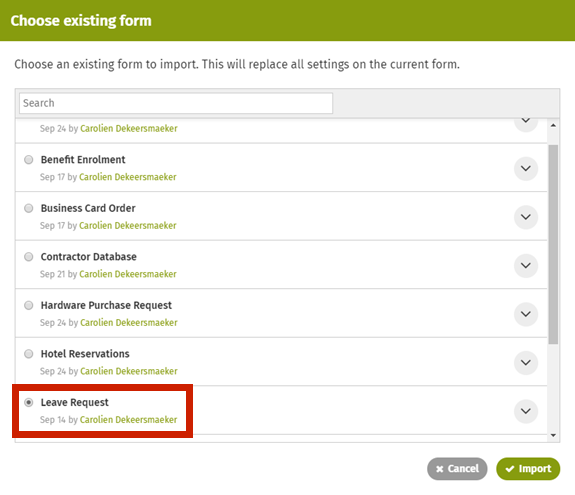 Choose existing form
Choose an existing form to import. This will replace all settings on the current form.
Search
Sep 24 by Carolien Dekeersmaeker
Benefit Enrolment
Sep 17 by Carolien Dekeersmaeker
Business Card Order
Sep 17 by Carolien Dekeersmaeker
Contractor Database
Sep 21 by Carolien Dekeersmaeker
Hardware Purchase Request
Sep 24 by Carolien Dekeersmaeker
Hotel Reservations
Sep 24 by Carolien Dekeersmaeker
Leave Request
Sep 14 by Carolien Dekeersmaeker
Cancel Import